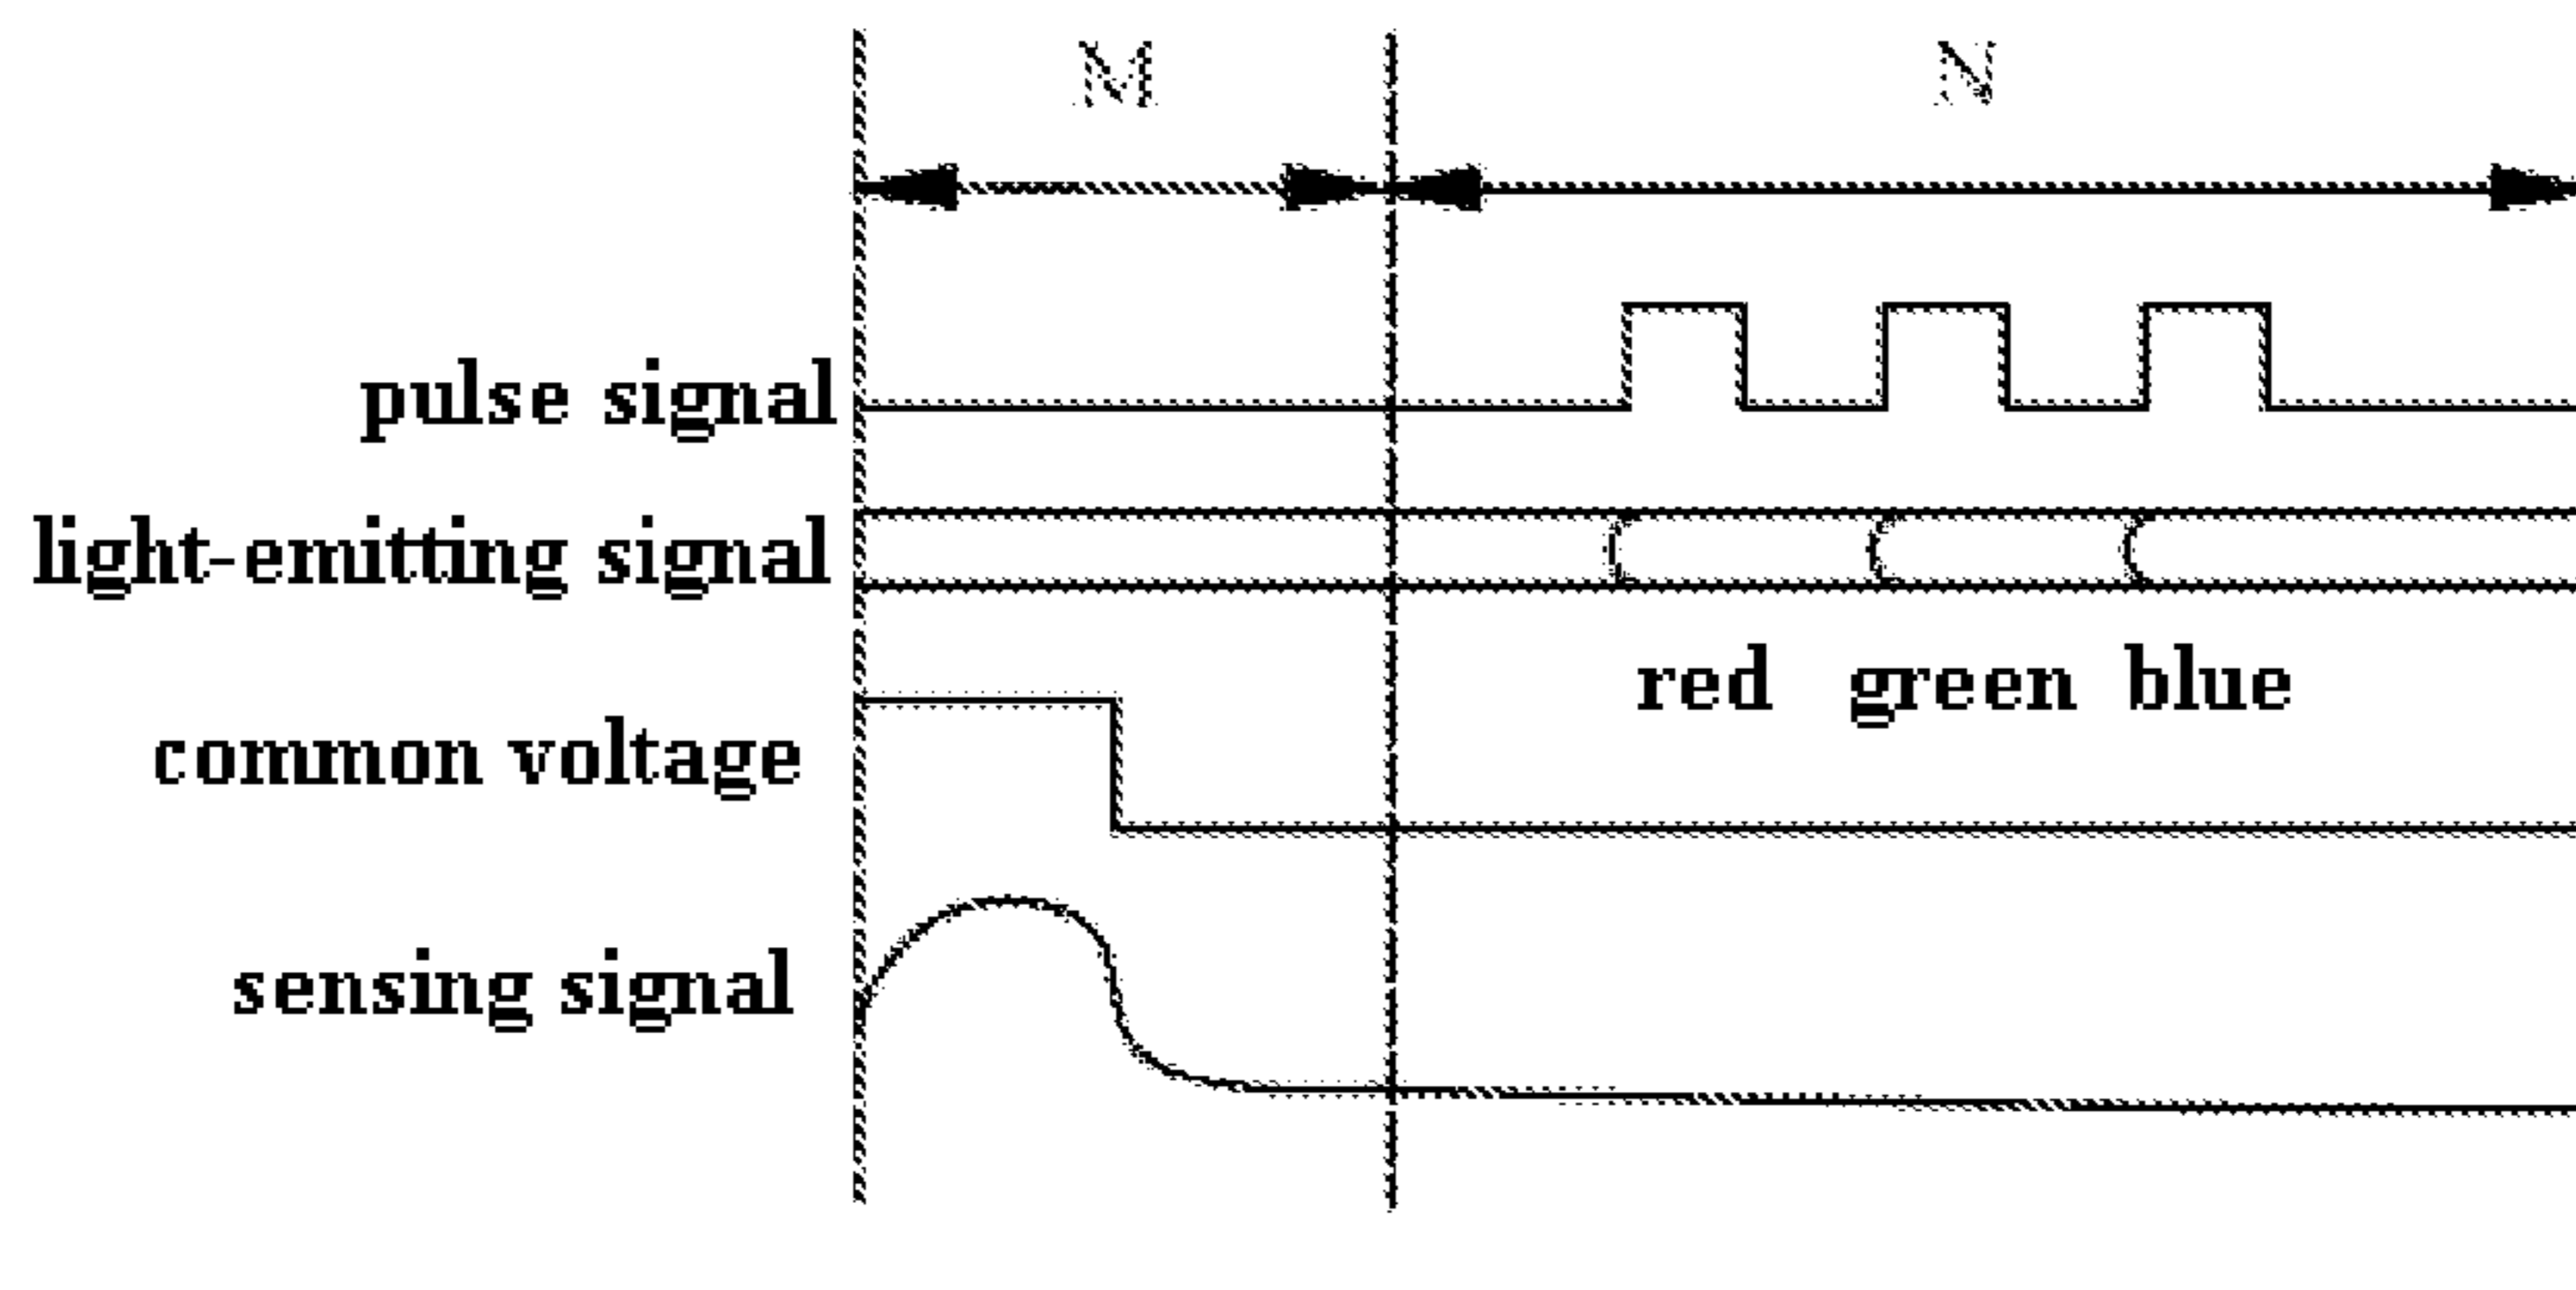 M N
pulse signal
light-emitting signal
red green blue
common voltage
sensing signal